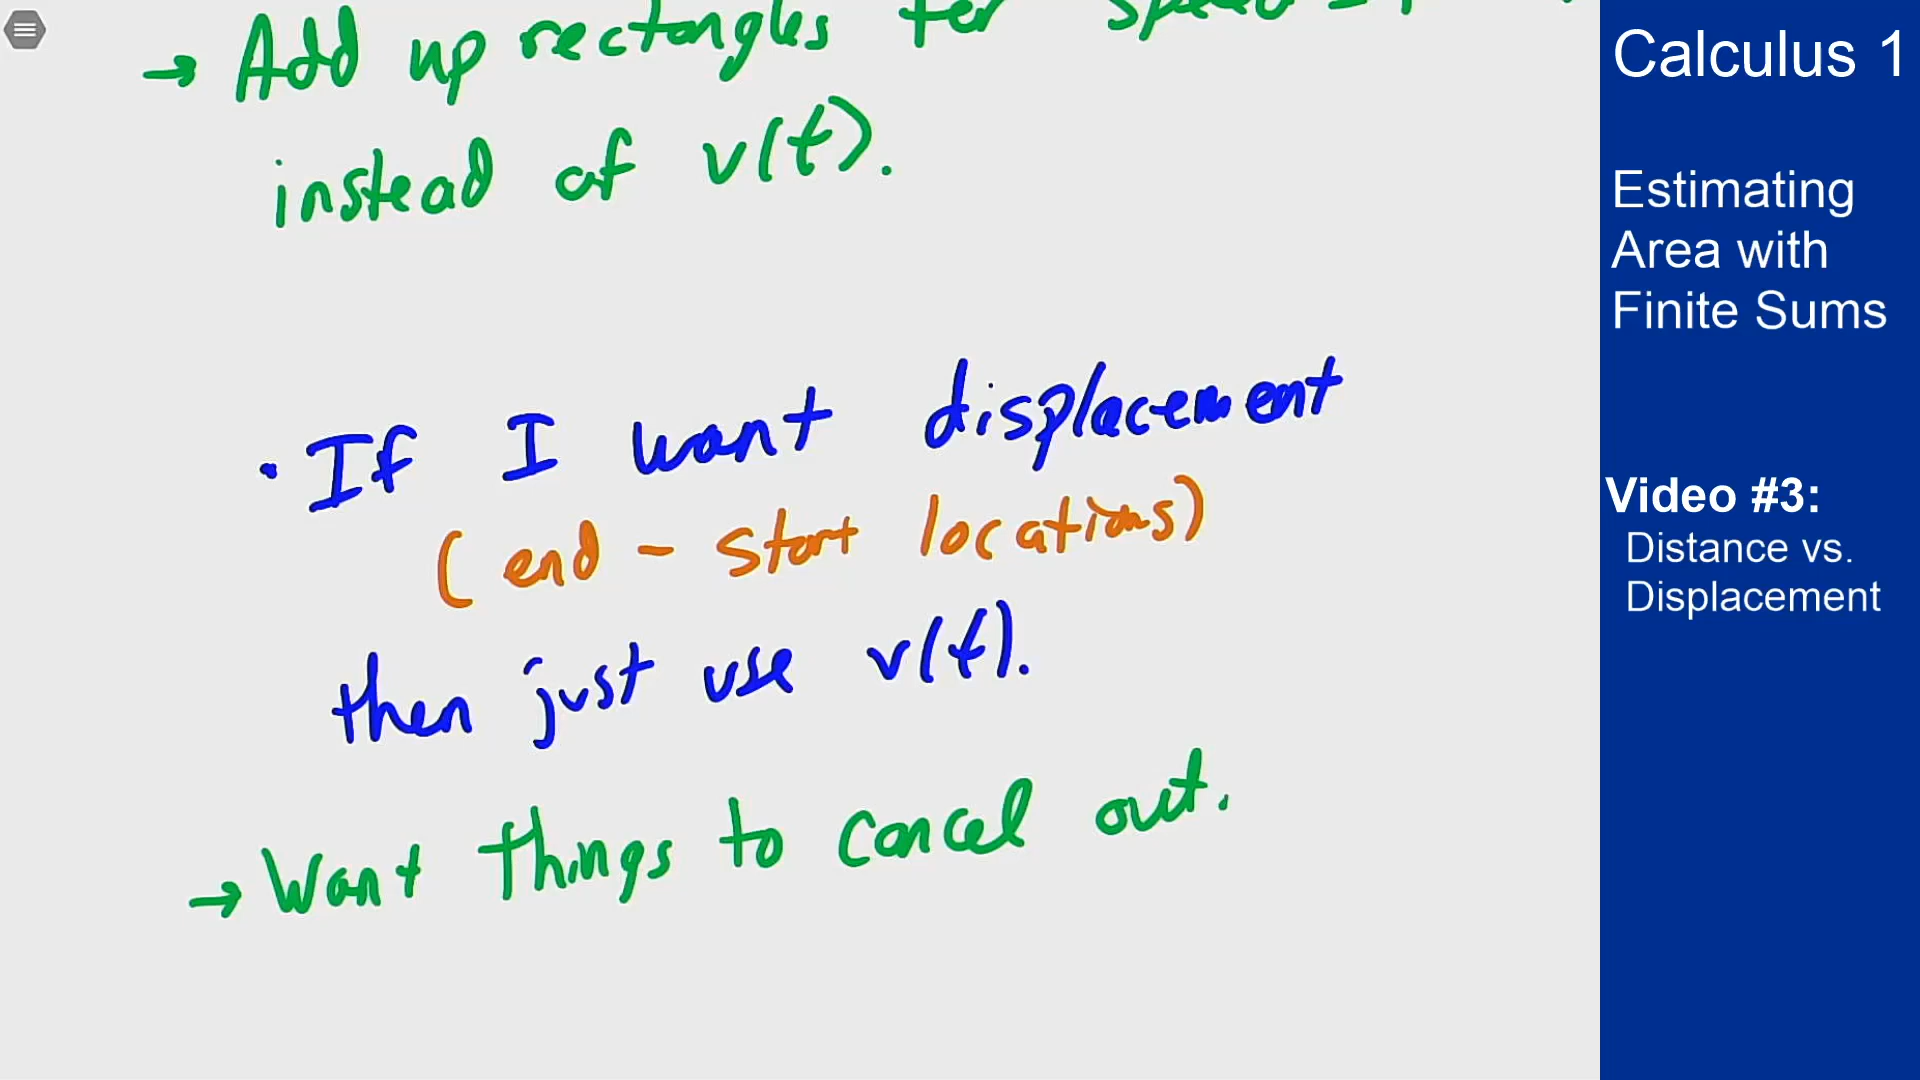 → Add up rectangles for speed =
instead of v(t).
• If I want displacement
(end - start locations)
then just use v(t).
→ Want things to cancel out.
Calculus 1
Estimating
Area with
Finite Sums
Video #3:
Distance vs.
Displacement